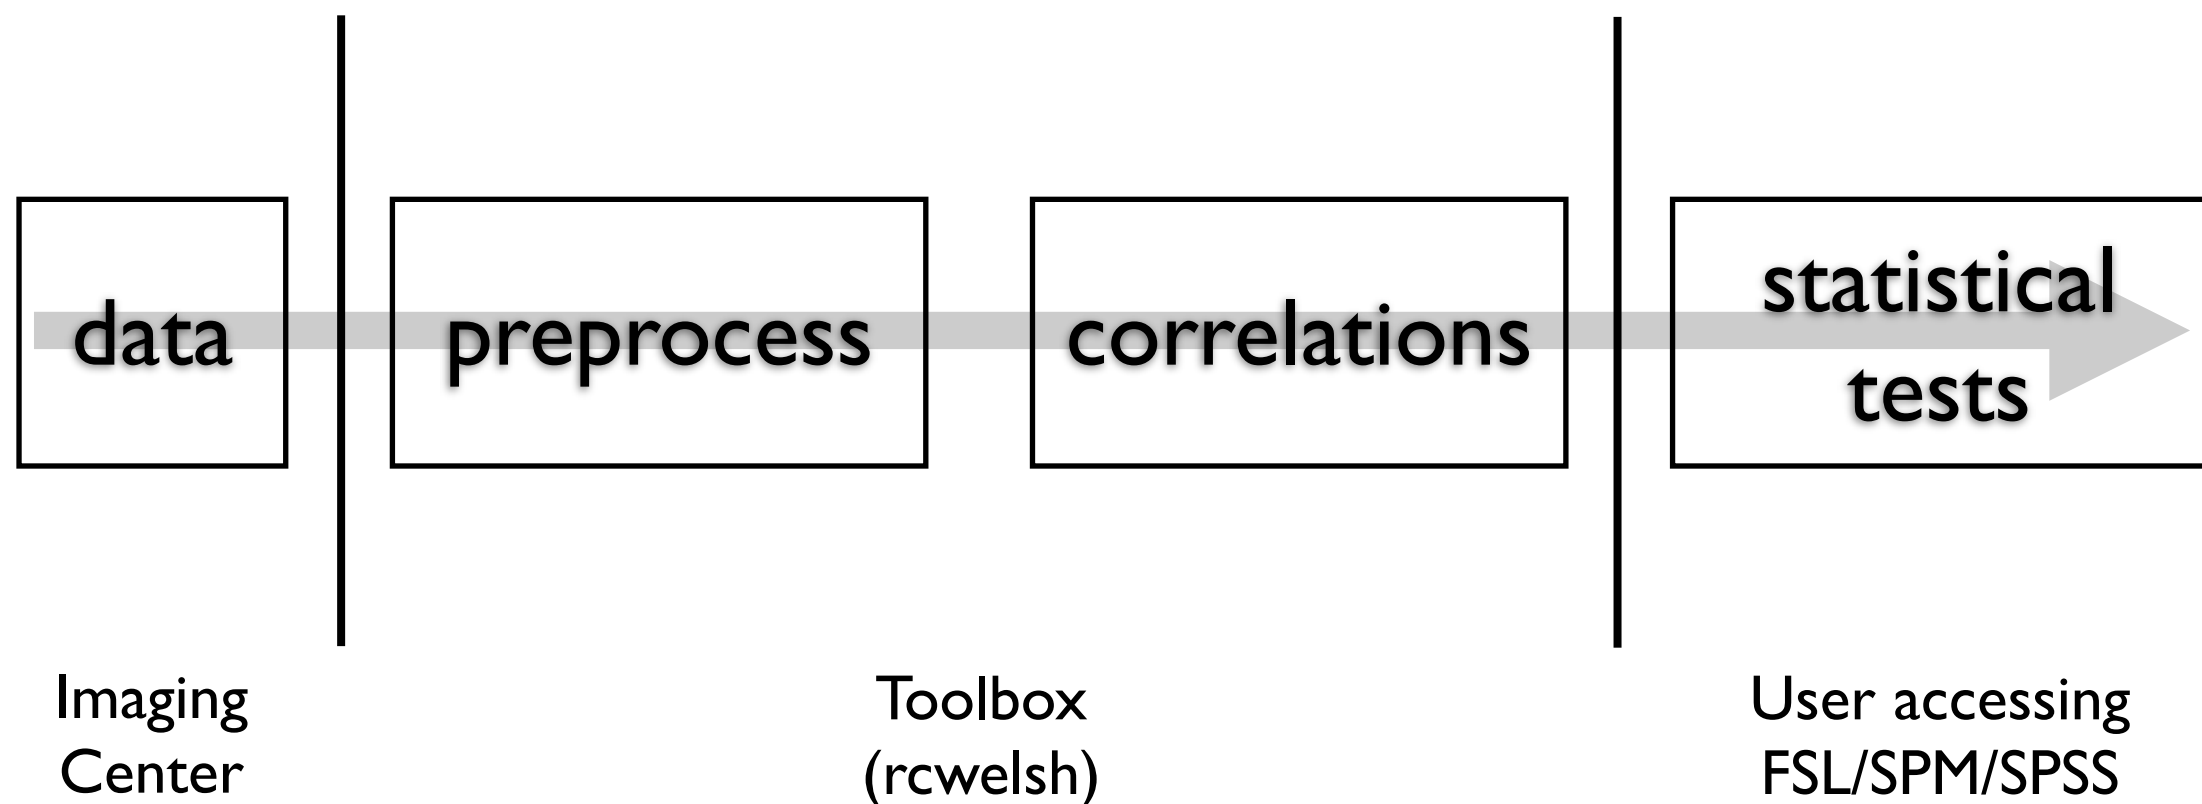 data
preprocess
correlations
statistical
tests
Imaging
Center
Toolbox
(rcwelsh)
User accessing
FSL/SPM/SPSS